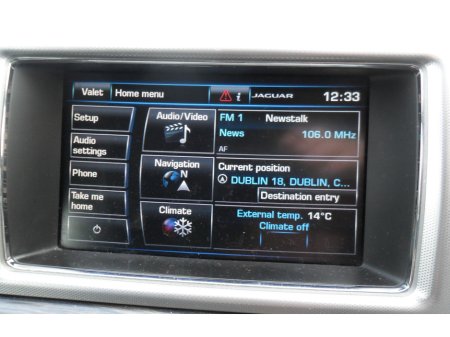 Valet Home menu i JAGUAR 12:33
Setup
Audio
settings
Phone
Take me
home
Audio/Video
Navigation
N
Climate
FM 1 Newstalk
News 106.0 MHz
AF
Current position
DUBLIN 18, DUBLIN, C...
Destination entry
External temp. 14°C
Climate off